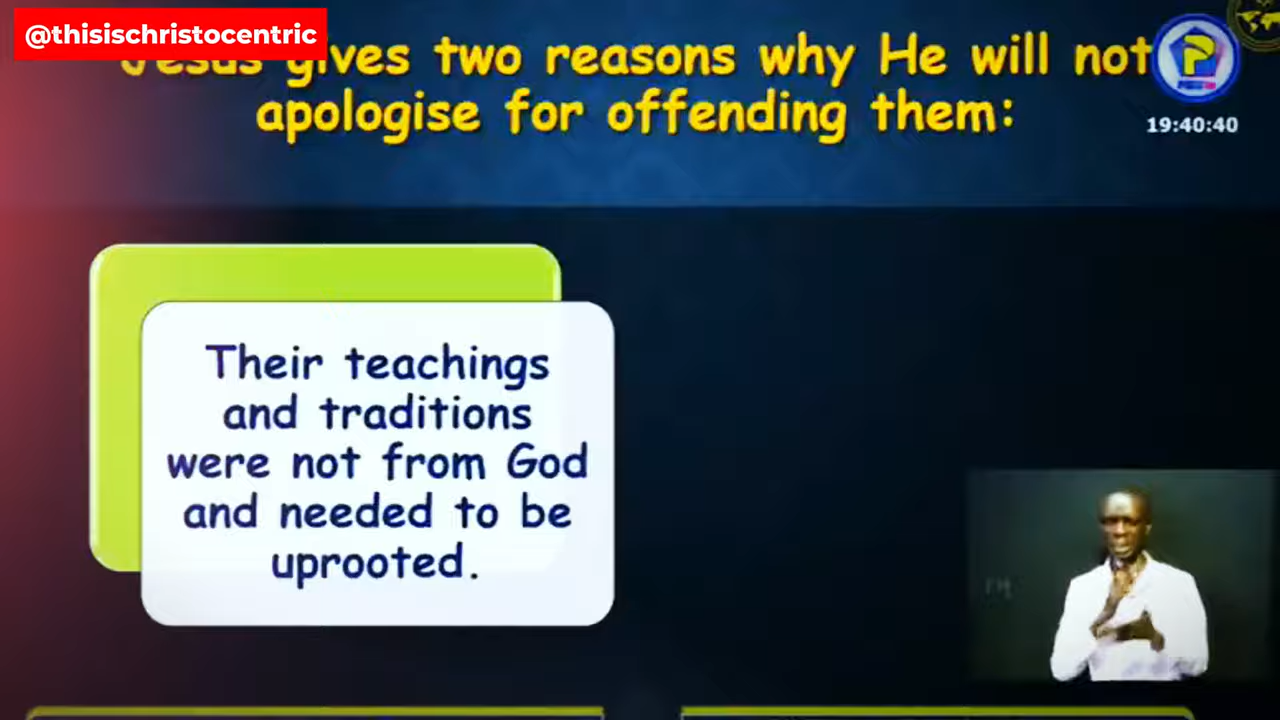 @thisischristocentric
Jesus gives two reasons why He will not
apologise for offending them:
19:40:40
Their teachings
and traditions
were not from God
and needed to be
uprooted.